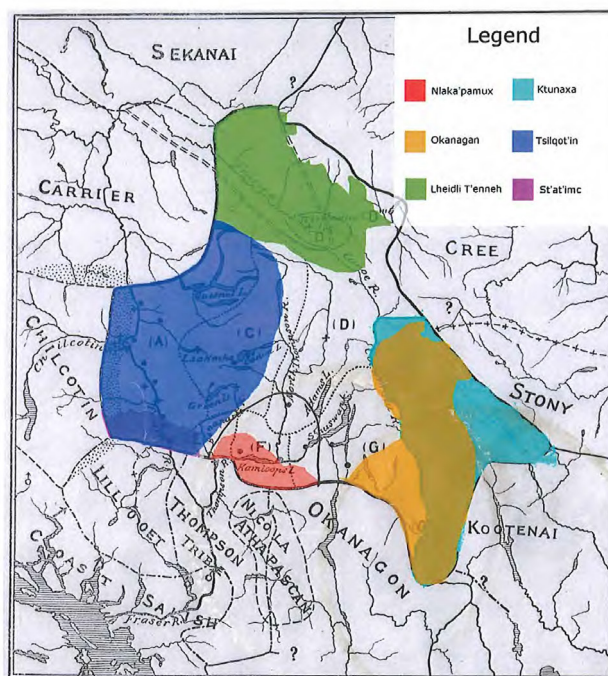 Legend
Nlaka'pamux
Ktunaxa
Okanagan
Tsilqot'in
Lheidli T'enneh
St'at'imc
SEKANAI
?
CARRIER
CREE
?
(D)
(A)
(C)
CHILCOTIN
STONY
(F)
(G)
Kamloops L.
LILLOOET
THOMPSON
TRIBE
NICOLA
ATHAPASCAN
OKANAGON
KOOTENAI
COAST
SALISH
Fraser R.
?
?